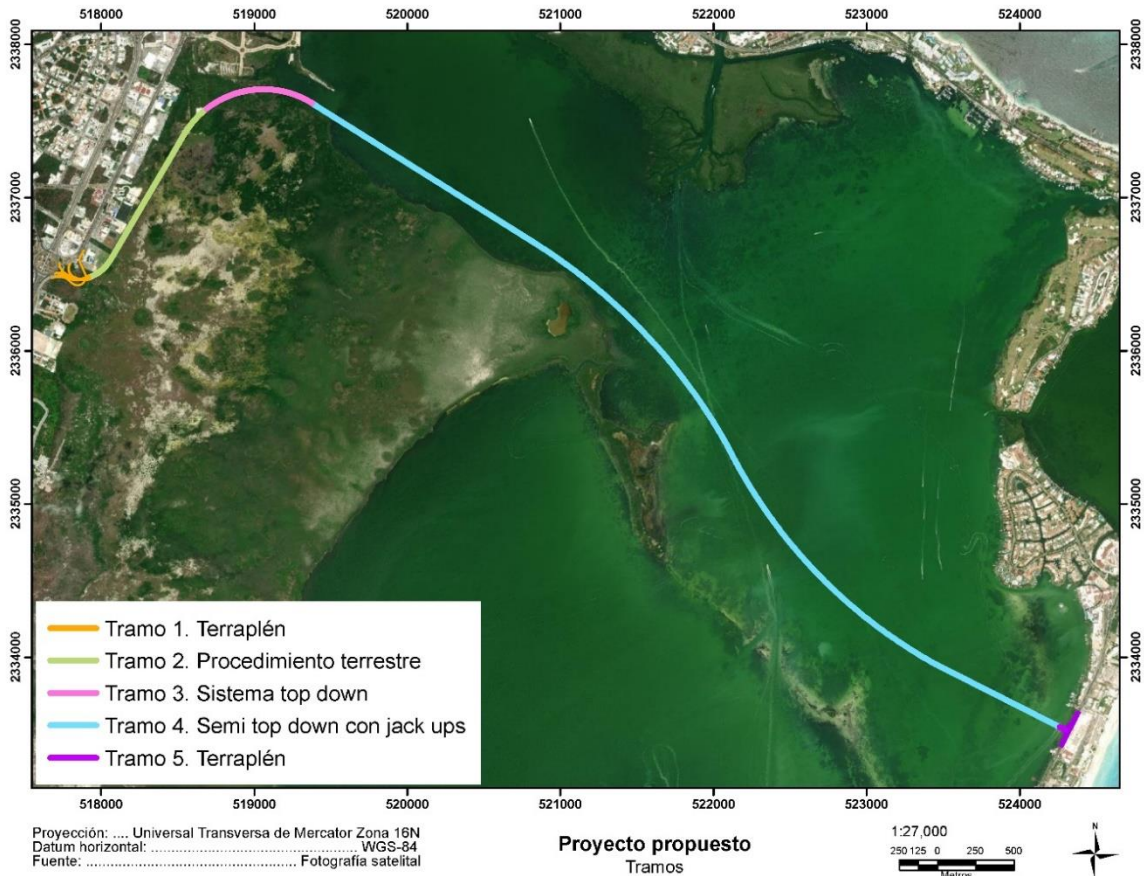 518000 519000 520000 521000 522000 523000 524000
2338000 2338000
2337000 2337000
2336000 2336000
2335000 2335000
2334000 2334000
Tramo 1. Terraplén
Tramo 2. Procedimiento terrestre
Tramo 3. Sistema top down
Tramo 4. Semi top down con jack ups
Tramo 5. Terraplén
518000 519000 520000 521000 522000 523000 524000
Proyección: .... Universal Transversa de Mercator Zona 16N
Datum horizontal: ........................................ WGS-84
Fuente: ............................................ Fotografía satelital
Proyecto propuesto
Tramos
1:27,000
250 125 0 250 500
Metros
N